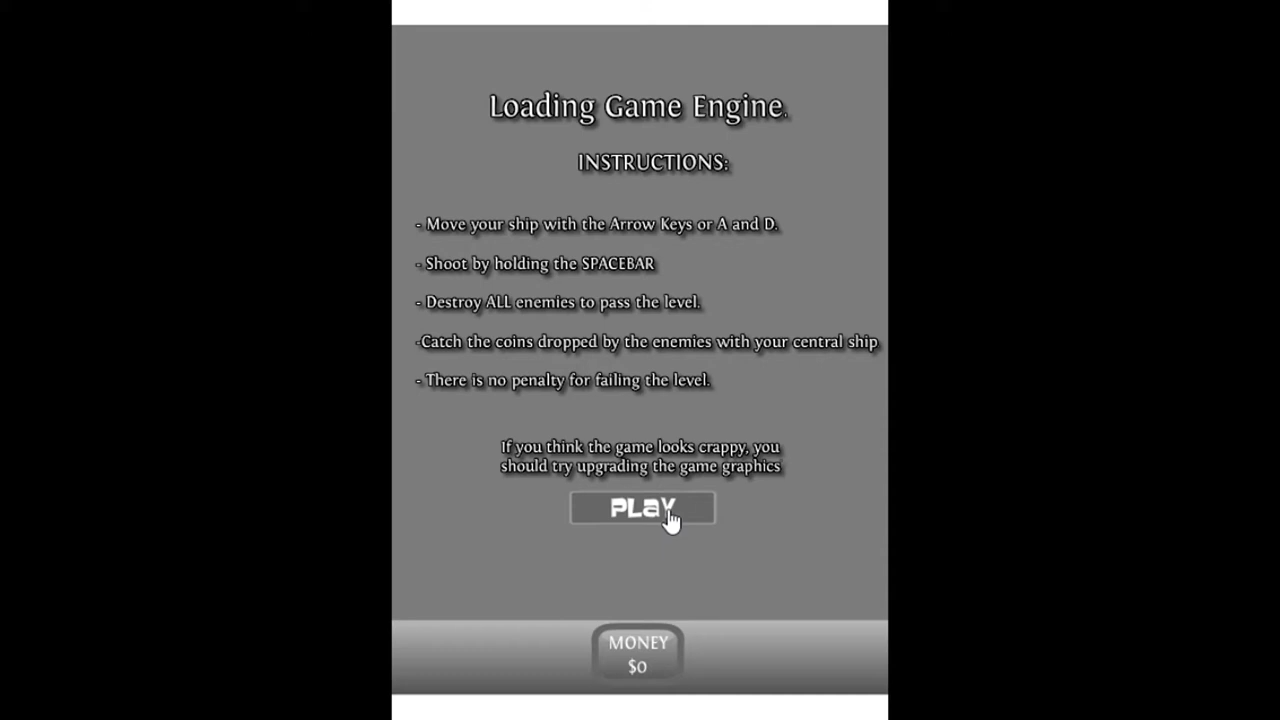 Loading Game Engine.
INSTRUCTIONS:
- Move your ship with the Arrow Keys or A and D.
- Shoot by holding the SPACEBAR
- Destroy ALL enemies to pass the level.
-Catch the coins dropped by the enemies with your central ship
- There is no penalty for failing the level.
If you think the game looks crappy, you
should try upgrading the game graphics
PLAY
MONEY
$0